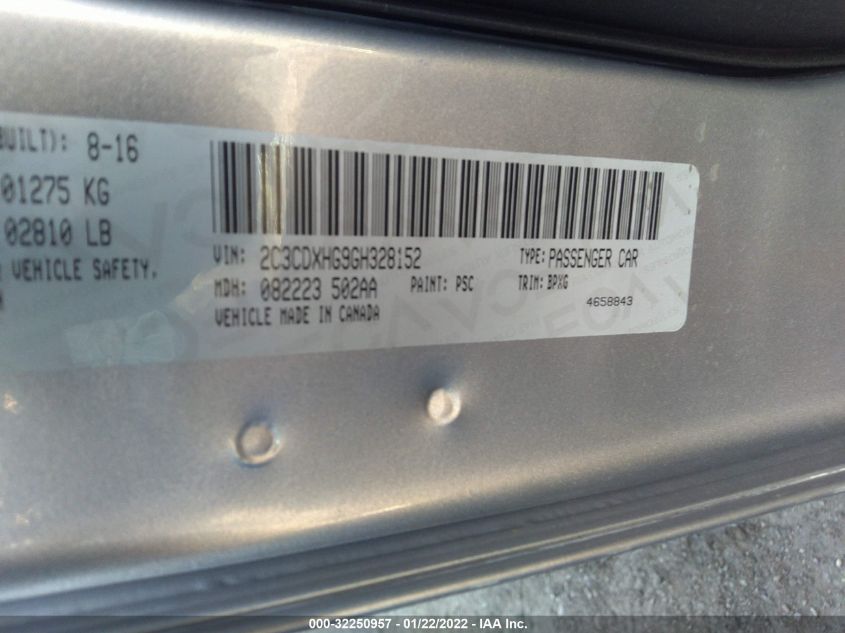 BUILT): 8-16
01275 KG
02810 LB
VEHICLE SAFETY,
VIN: 2C3CDXHG9GH328152 TYPE: PASSENGER CAR
MDH: 082223 502AA PAINT: PSC TRIM: BPXG
VEHICLE MADE IN CANADA 4658843
000-32250957 - 01/22/2022 - IAA Inc.